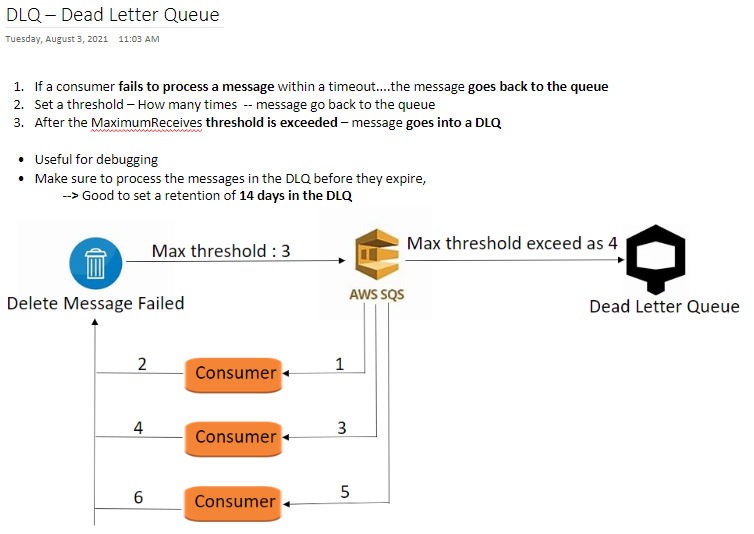 DLQ – Dead Letter Queue
Tuesday, August 3, 2021 11:03 AM
1. If a consumer fails to process a message within a timeout....the message goes back to the queue
2. Set a threshold – How many times -- message go back to the queue
3. After the MaximumReceives threshold is exceeded – message goes into a DLQ
• Useful for debugging
• Make sure to process the messages in the DLQ before they expire,
--> Good to set a retention of 14 days in the DLQ
Max threshold : 3
Max threshold exceed as 4
Delete Message Failed
AWS SQS
Dead Letter Queue
2
Consumer
1
4
Consumer
3
6
Consumer
5